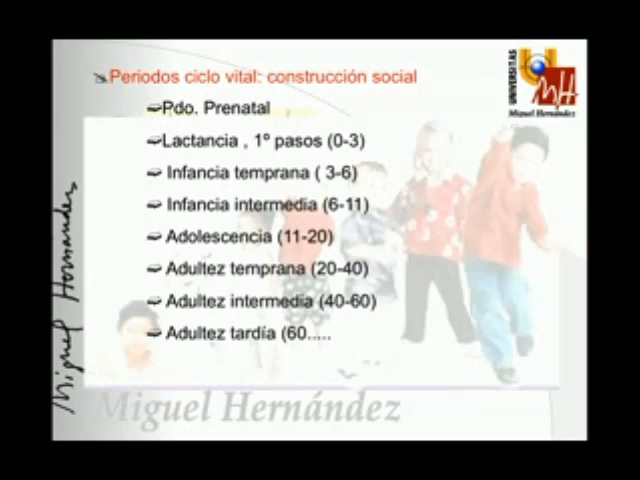 Periodos ciclo vital: construcción social
Pdo. Prenatal
Lactancia , 1º pasos (0-3)
Infancia temprana ( 3-6)
Infancia intermedia (6-11)
Adolescencia (11-20)
Adultez temprana (20-40)
Adultez intermedia (40-60)
Adultez tardía (60.....
UNIVERSITAS
Miguel Hernández
Miguel Hernandez
Miguel Hernández